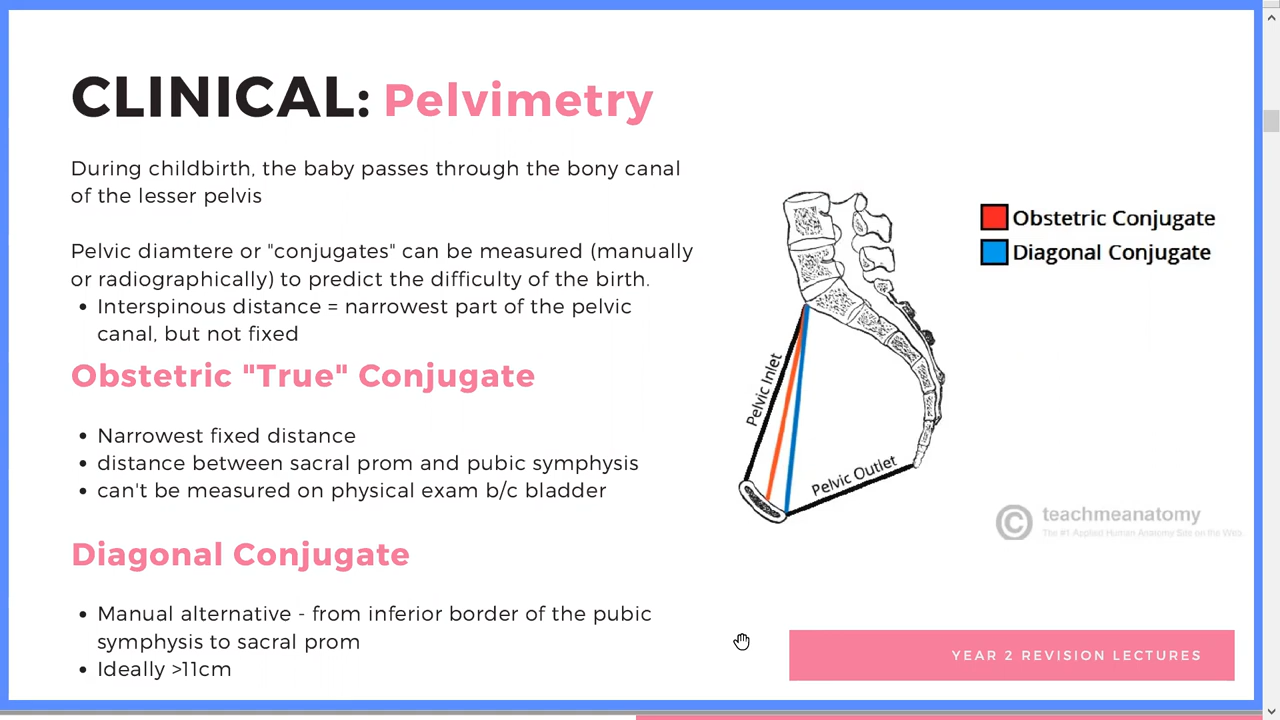 CLINICAL: Pelvimetry
During childbirth, the baby passes through the bony canal
of the lesser pelvis
Pelvic diamtere or "conjugates" can be measured (manually
or radiographically) to predict the difficulty of the birth.
• Interspinous distance = narrowest part of the pelvic
canal, but not fixed
Obstetric "True" Conjugate
• Narrowest fixed distance
• distance between sacral prom and pubic symphysis
• can't be measured on physical exam b/c bladder
Diagonal Conjugate
• Manual alternative - from inferior border of the pubic
symphysis to sacral prom
• Ideally >11cm
Obstetric Conjugate
Diagonal Conjugate
Pelvic Inlet
Pelvic Outlet
© teachmeanatomy
The #1 Applied Human Anatomy Site on the Web.
YEAR 2 REVISION LECTURES